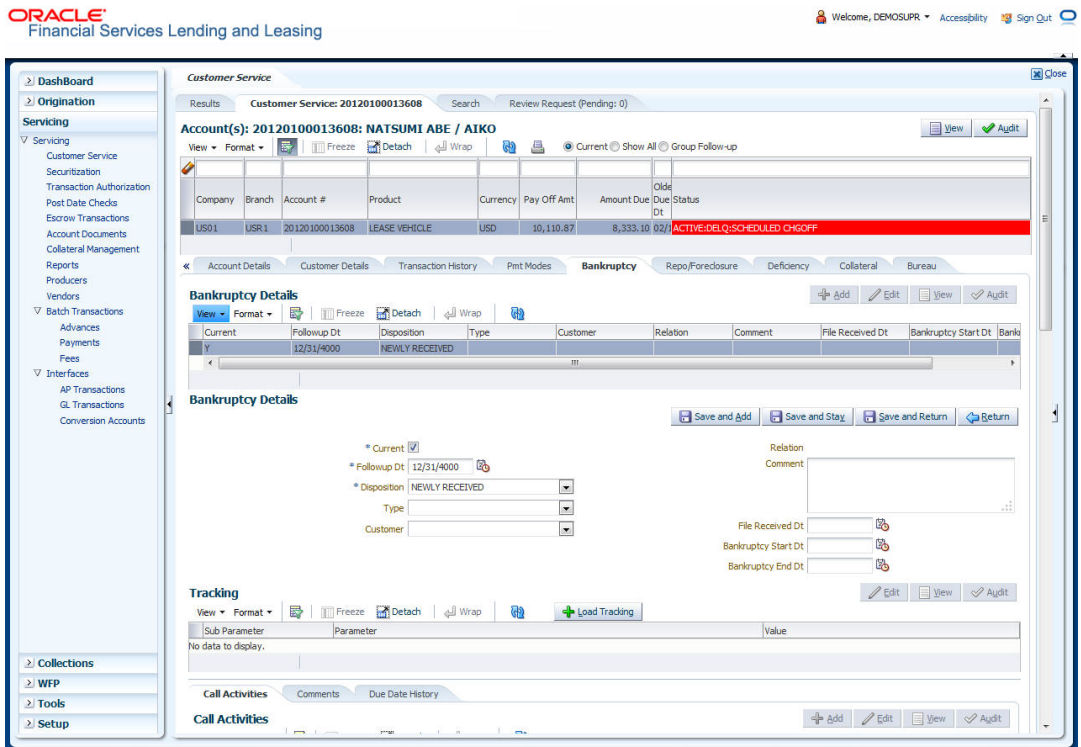 ORACLE
Financial Services Lending and Leasing
Welcome, DEMOSUPR Accessibility Sign Out
Close
DashBoard
Origination
Servicing
Servicing
Customer Service
Securitization
Transaction Authorization
Post Date Checks
Escrow Transactions
Account Documents
Collateral Management
Reports
Producers
Vendors
Batch Transactions
Advances
Payments
Fees
Interfaces
AP Transactions
GL Transactions
Conversion Accounts
Collections
WFP
Tools
Setup
Customer Service
Results Customer Service: 20120100013608 Search Review Request (Pending: 0)
Account(s): 20120100013608: NATSUMI ABE / AIKO View Audit
View Format Freeze Detach Wrap Current Show All Group Follow-up
Company Branch Account # Product Currency Pay Off Amt Amount Due Olde Due Dt Status
US01 USR1 20120100013608 LEASE VEHICLE USD 10,110.87 8,333.10 02/1 ACTIVE:DELQ:SCHEDULED CHGOFF
Account Details Customer Details Transaction History Pmt Modes Bankruptcy Repo/Foreclosure Deficiency Collateral Bureau
Bankruptcy Details Add Edit View Audit
View Format Freeze Detach Wrap
Current Followup Dt Disposition Type Customer Relation Comment File Received Dt Bankruptcy Start Dt Bankr
Y 12/31/4000 NEWLY RECEIVED
Bankruptcy Details
Save and Add Save and Stay Save and Return Return
* Current
* Followup Dt 12/31/4000
* Disposition NEWLY RECEIVED
Type
Customer
Relation
Comment
File Received Dt
Bankruptcy Start Dt
Bankruptcy End Dt
Tracking Edit View Audit
View Format Freeze Detach Wrap Load Tracking
Sub Parameter Parameter Value
No data to display.
Call Activities Comments Due Date History
Call Activities Add Edit View Audit